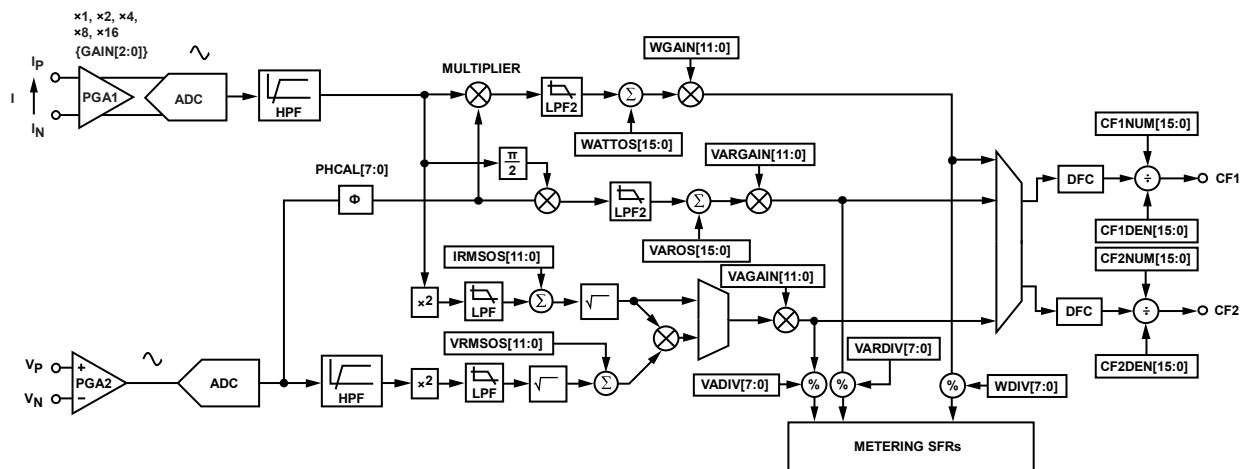 ×1, ×2, ×4,
×8, ×16
{GAIN[2:0]}
I
IP
IN
PGA1
ADC
HPF
MULTIPLIER
LPF2
Σ
WATTOS[15:0]
WGAIN[11:0]
PHCAL[7:0]
Φ
π
2
LPF2
Σ
VAROS[15:0]
VARGAIN[11:0]
IRMSOS[11:0]
×2
LPF
Σ
√
VAGAIN[11:0]
VRMSOS[11:0]
VP
VN
+
−
PGA2
ADC
HPF
×2
LPF
√
Σ
VADIV[7:0]
%
%
VARDIV[7:0]
%
WDIV[7:0]
METERING SFRs
CF1NUM[15:0]
DFC
÷
CF1
CF1DEN[15:0]
CF2NUM[15:0]
DFC
÷
CF2
CF2DEN[15:0]